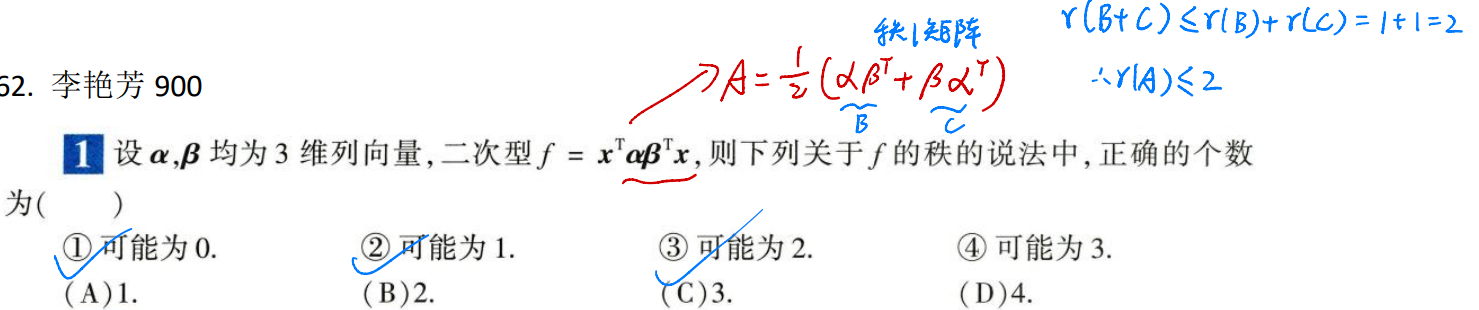 秩1矩阵 r(B+C)≤r(B)+r(C)=1+1=2
62. 李艳芳 900
A=½(αβᵀ+βαᵀ) ∴r(A)≤2
B C
1 设 α,β 均为 3 维列向量,二次型 f = xᵀαβᵀx,则下列关于 f 的秩的说法中,正确的个数
为( )
① 可能为 0. ② 可能为 1. ③ 可能为 2. ④ 可能为 3.
(A)1. (B)2. (C)3. (D)4.